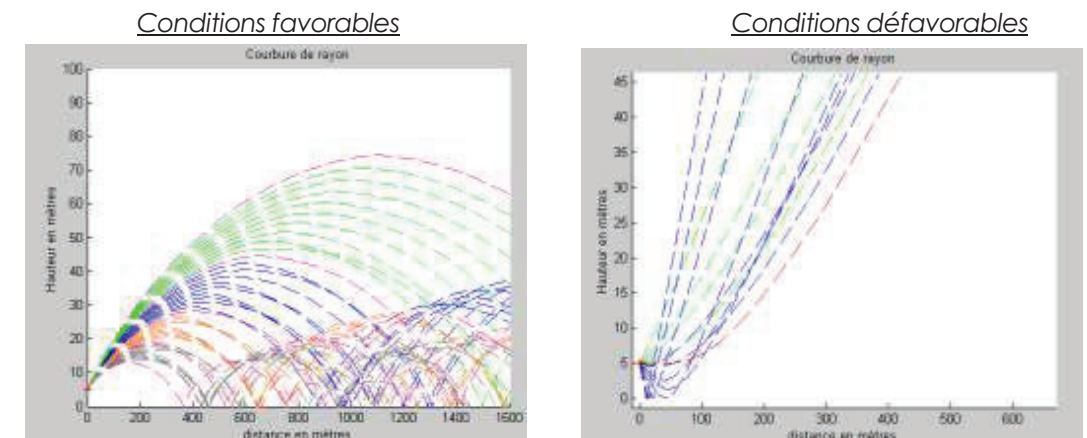 Conditions favorables
Courbure de rayon
100
90
80
70
60
50
40
30
20
10
0
Hauteur en mètres
0 200 400 600 800 1000 1200 1400 1600
distance en mètres
Conditions défavorables
Courbure de rayon
45
40
35
30
25
20
15
10
5
0
Hauteur en mètres
0 100 200 300 400 500 600
distance en mètres